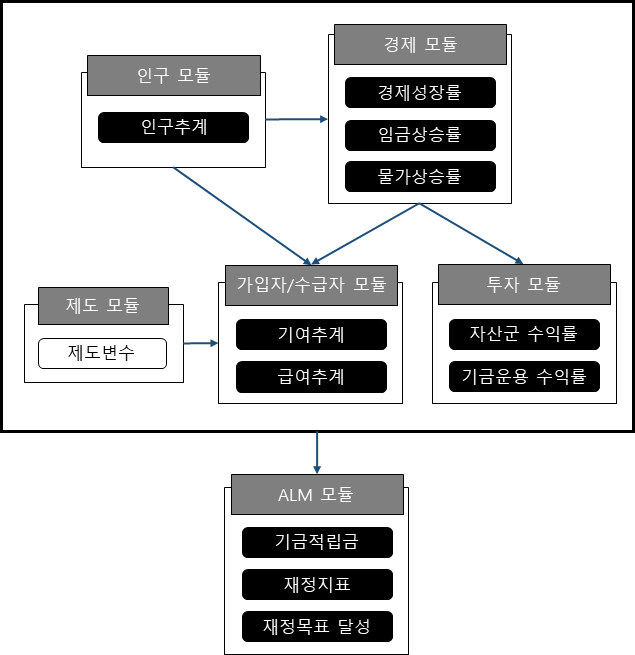 인구 모듈
인구추계
경제 모듈
경제성장률
임금상승률
물가상승률
제도 모듈
제도변수
가입자/수급자 모듈
기여추계
급여추계
투자 모듈
자산군 수익률
기금운용 수익률
ALM 모듈
기금적립금
재정지표
재정목표 달성